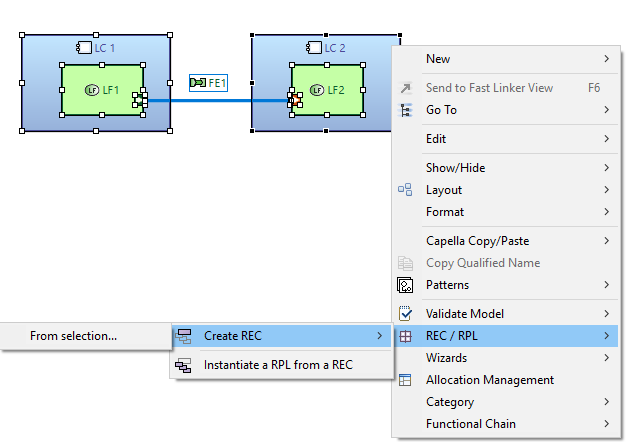 LC 1
LC 2
LF LF1
FE1
LF LF2
New
Send to Fast Linker View F6
Go To
Edit
Show/Hide
Layout
Format
Capella Copy/Paste
Copy Qualified Name
Patterns
Validate Model
From selection...
Create REC
REC / RPL
Instantiate a RPL from a REC
Wizards
Allocation Management
Category
Functional Chain